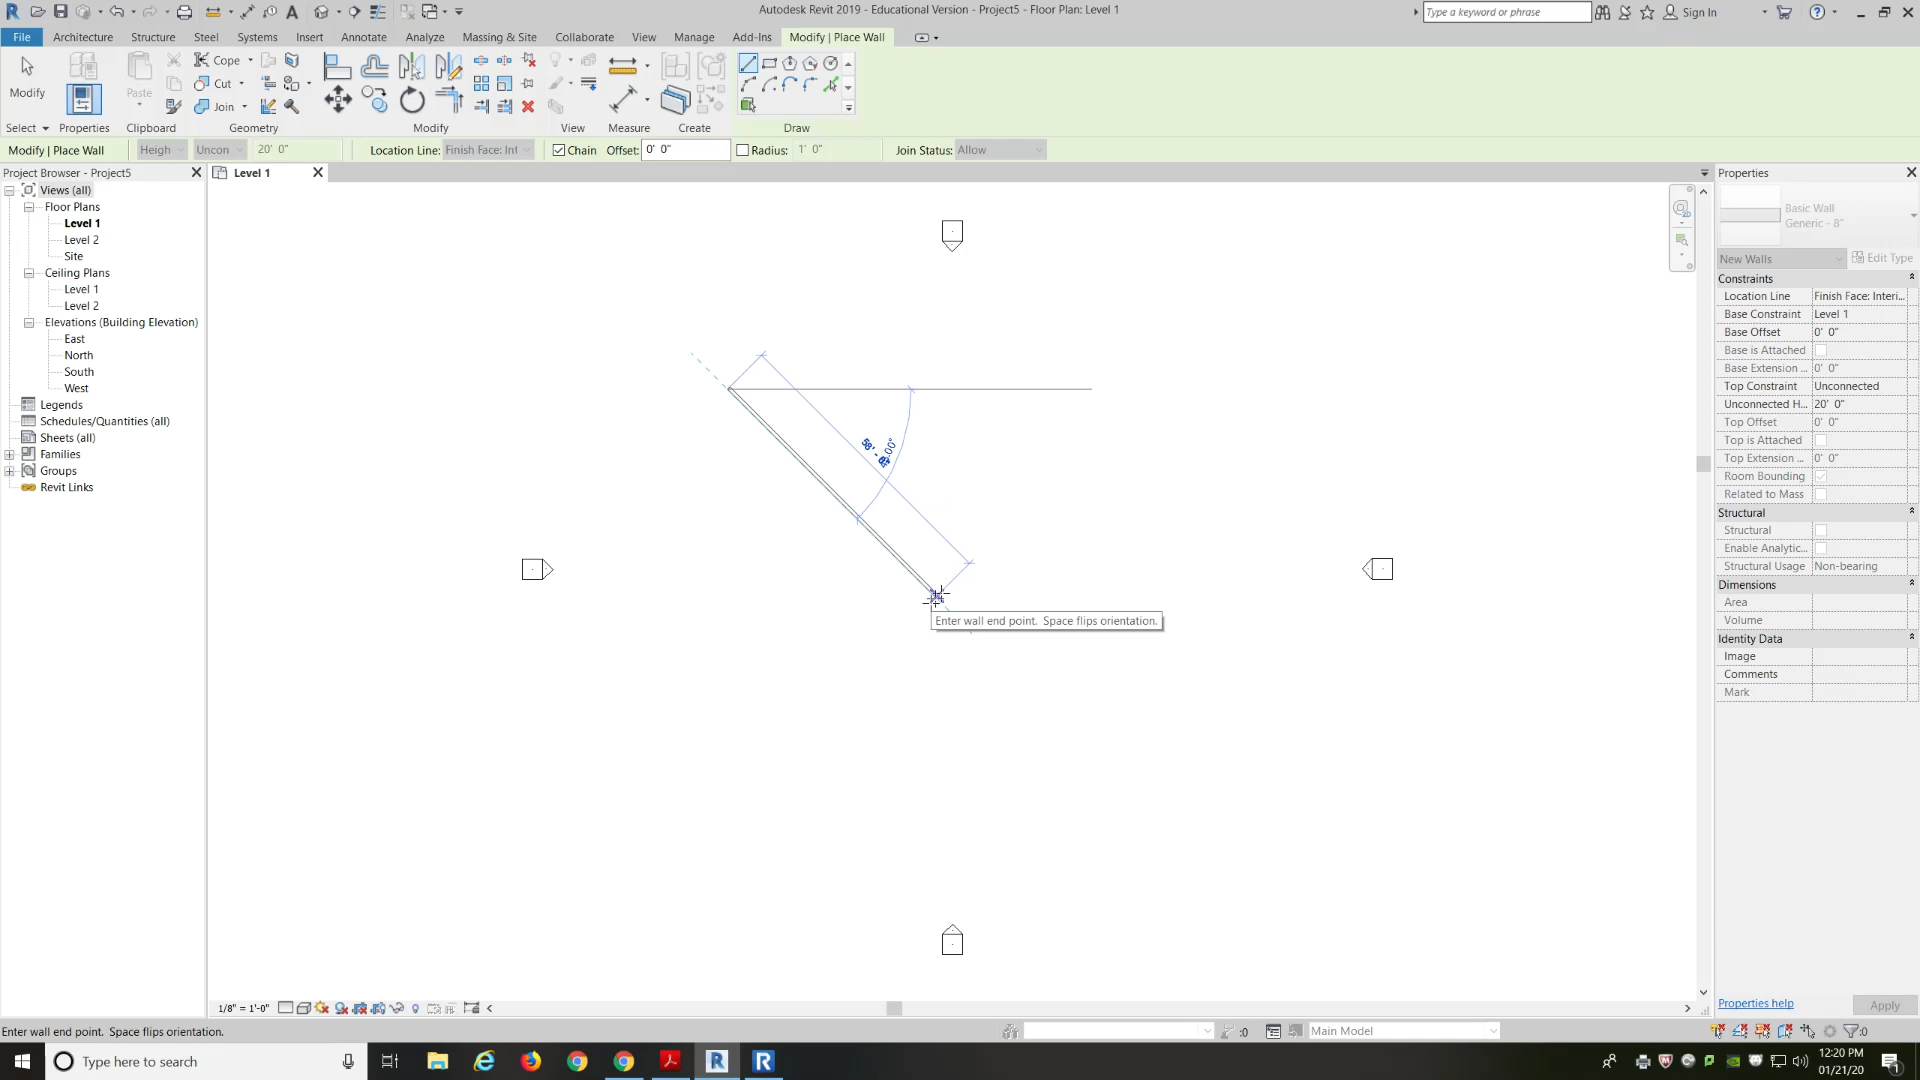 Autodesk Revit 2019 - Educational Version - Project5 - Floor Plan: Level 1
Type a keyword or phrase
Sign In
File Architecture Structure Steel Systems Insert Annotate Analyze Massing & Site Collaborate View Manage Add-Ins Modify | Place Wall
Modify
Paste
Cope
Cut
Join
Select Properties Clipboard Geometry Modify View Measure Create Draw
Modify | Place Wall Heigh Uncon 20' 0" Location Line: Finish Face: Int Chain Offset: 0' 0" Radius: 1' 0" Join Status: Allow
Project Browser - Project5
Views (all)
Floor Plans
Level 1
Level 2
Site
Ceiling Plans
Level 1
Level 2
Elevations (Building Elevation)
East
North
South
West
Legends
Schedules/Quantities (all)
Sheets (all)
Families
Groups
Revit Links
Level 1
Enter wall end point. Space flips orientation.
Properties
Basic Wall
Generic - 8"
New Walls Edit Type
Constraints
Location Line Finish Face: Interi...
Base Constraint Level 1
Base Offset 0' 0"
Base is Attached
Base Extension ... 0' 0"
Top Constraint Unconnected
Unconnected H... 20' 0"
Top Offset 0' 0"
Top is Attached
Top Extension ... 0' 0"
Room Bounding
Related to Mass
Structural
Structural
Enable Analytic...
Structural Usage Non-bearing
Dimensions
Area
Volume
Identity Data
Image
Comments
Mark
Properties help Apply
1/8" = 1'-0"
Enter wall end point. Space flips orientation.
:0 Main Model :0
Type here to search
12:20 PM
01/21/20